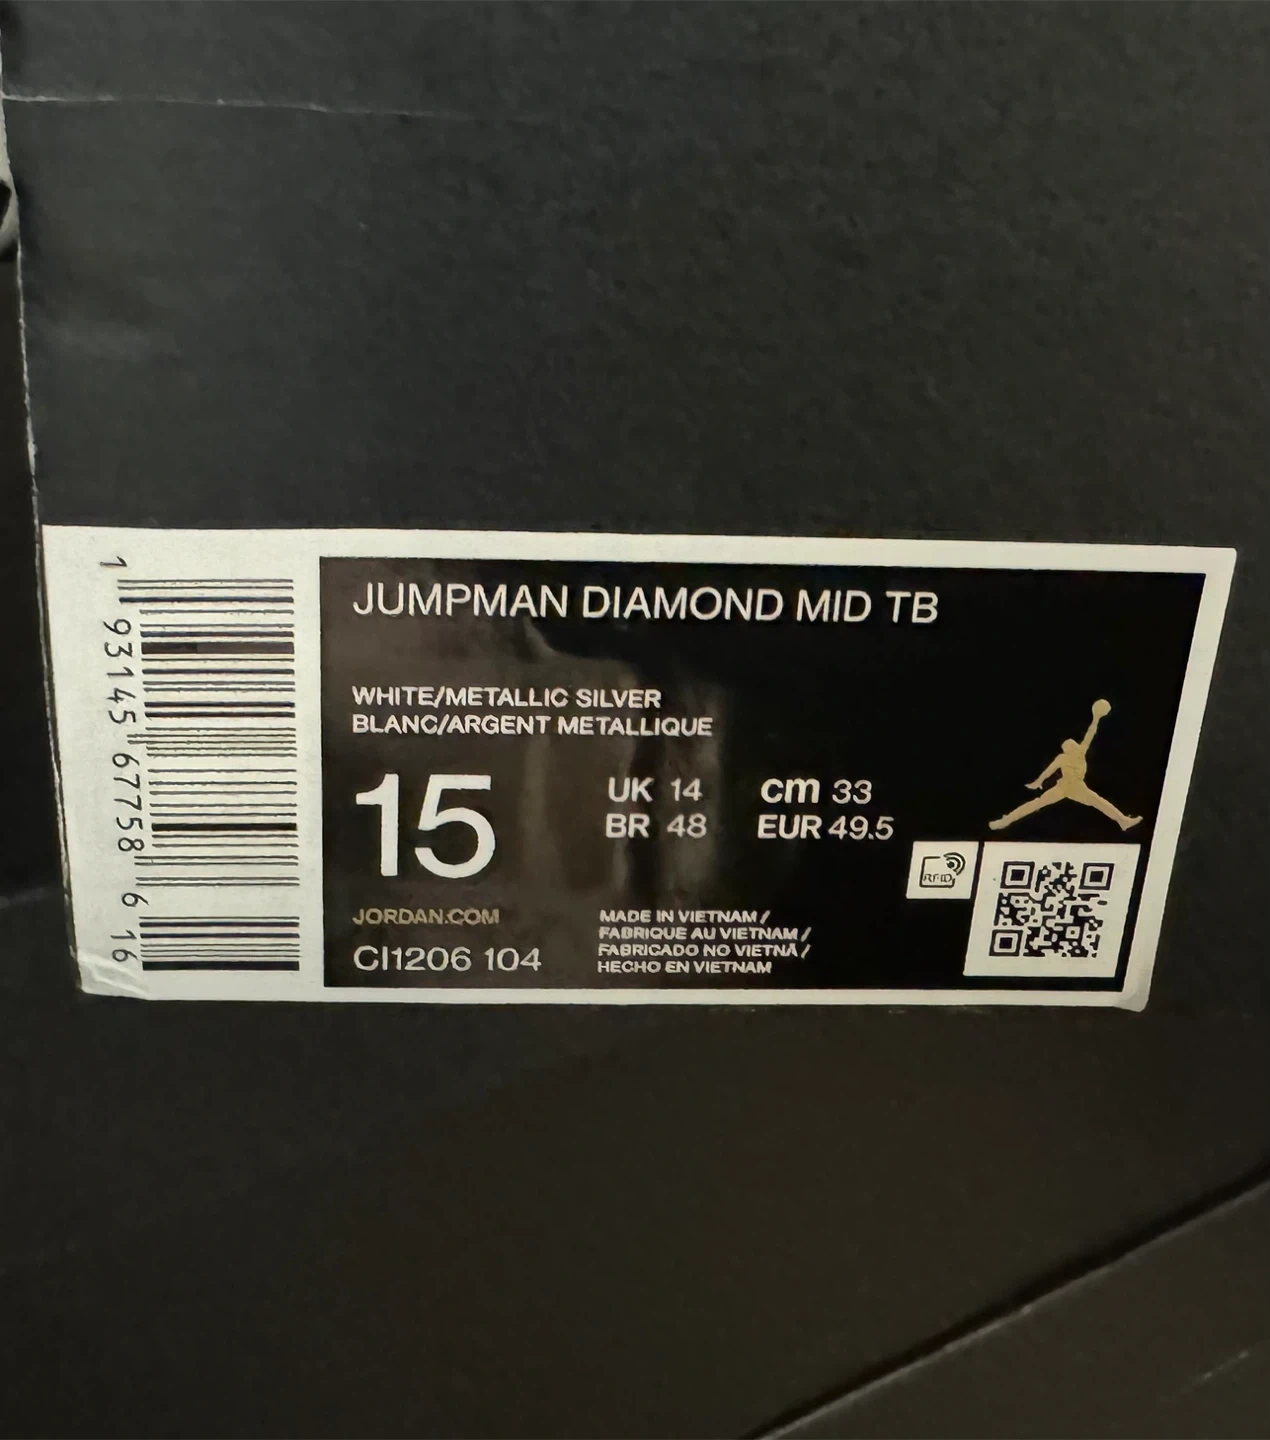 JUMPMAN DIAMOND MID TB
WHITE/METALLIC SILVER
BLANC/ARGENT METALLIQUE
15
UK 14
cm 33
BR 48
EUR 49.5
JORDAN.COM
CI1206 104
MADE IN VIETNAM /
FABRIQUE AU VIETNAM /
FABRICADO NO VIETNÃ /
HECHO EN VIETNAM
RFID
1 93145 67758 6 16